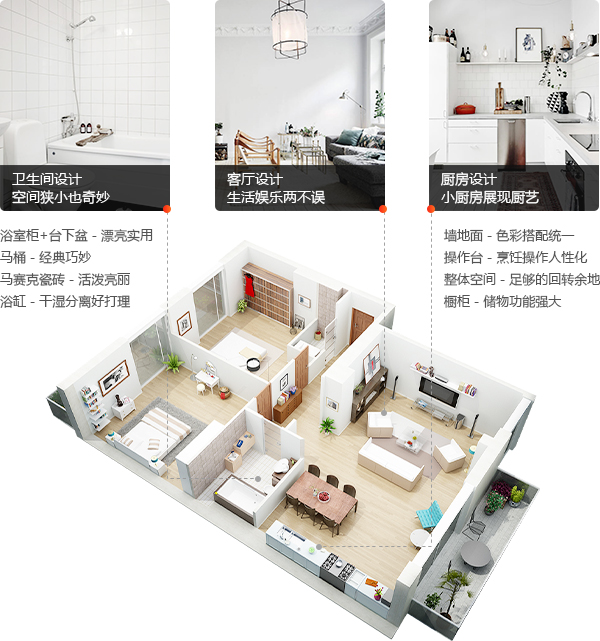 卫生间设计
空间狭小也奇妙
客厅设计
生活娱乐两不误
厨房设计
小厨房展现厨艺
浴室柜+台下盆 - 漂亮实用
马桶 - 经典巧妙
马赛克瓷砖 - 活泼亮丽
浴缸 - 干湿分离好打理
墙地面 - 色彩搭配统一
操作台 - 烹饪操作人性化
整体空间 - 足够的回转余地
橱柜 - 储物功能强大